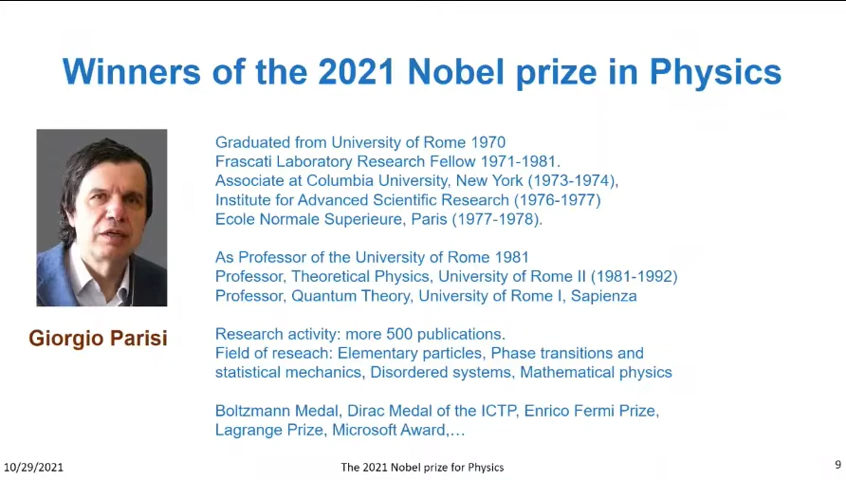 Winners of the 2021 Nobel prize in Physics
Graduated from University of Rome 1970
Frascati Laboratory Research Fellow 1971-1981.
Associate at Columbia University, New York (1973-1974),
Institute for Advanced Scientific Research (1976-1977)
Ecole Normale Superieure, Paris (1977-1978).
As Professor of the University of Rome 1981
Professor, Theoretical Physics, University of Rome II (1981-1992)
Professor, Quantum Theory, University of Rome I, Sapienza
Giorgio Parisi
Research activity: more 500 publications.
Field of reseach: Elementary particles, Phase transitions and
statistical mechanics, Disordered systems, Mathematical physics
Boltzmann Medal, Dirac Medal of the ICTP, Enrico Fermi Prize,
Lagrange Prize, Microsoft Award,…
10/29/2021
The 2021 Nobel prize for Physics
9